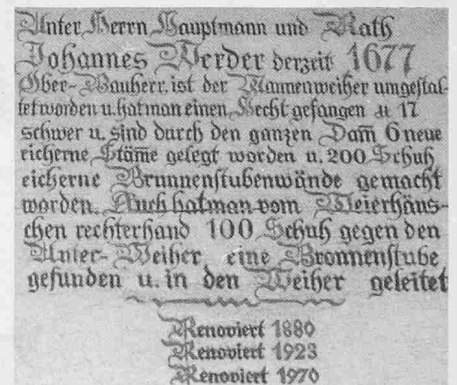 Unter Herrn Hauptmann und Rath
Johannes Werder derzeit 1677
Ober-Bauherr. ist der Mannenweiher umgestal-
tet worden u. hat man einen Hecht gefangen 17
schwer u. sind durch den ganzen Dam̅ 6 neue
eicherne Stäm̅e gelegt worden u. 200 Schuh
eicherne Brunnenstubenwände gemacht
worden. Auch hat man vom Weierhäus-
chen rechterhand 100 Schuh gegen den
Unter-Weiher eine Bronnenstube
gefunden u. in den Weiher geleitet
Renoviert 1880
Renoviert 1923
Renoviert 1970